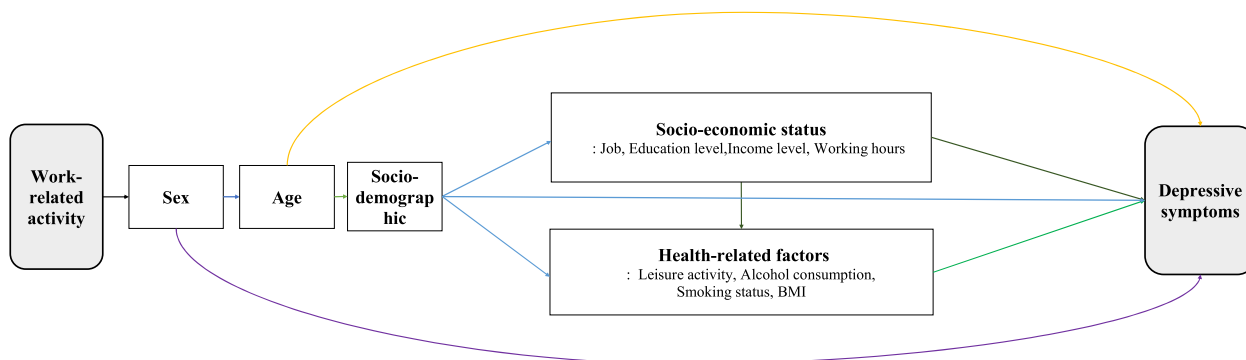 Work-
related
activity
Sex
Age
Socio-
demograp
hic
Socio-economic status
: Job, Education level,Income level, Working hours
Health-related factors
: Leisure activity, Alcohol consumption,
Smoking status, BMI
Depressive
symptoms